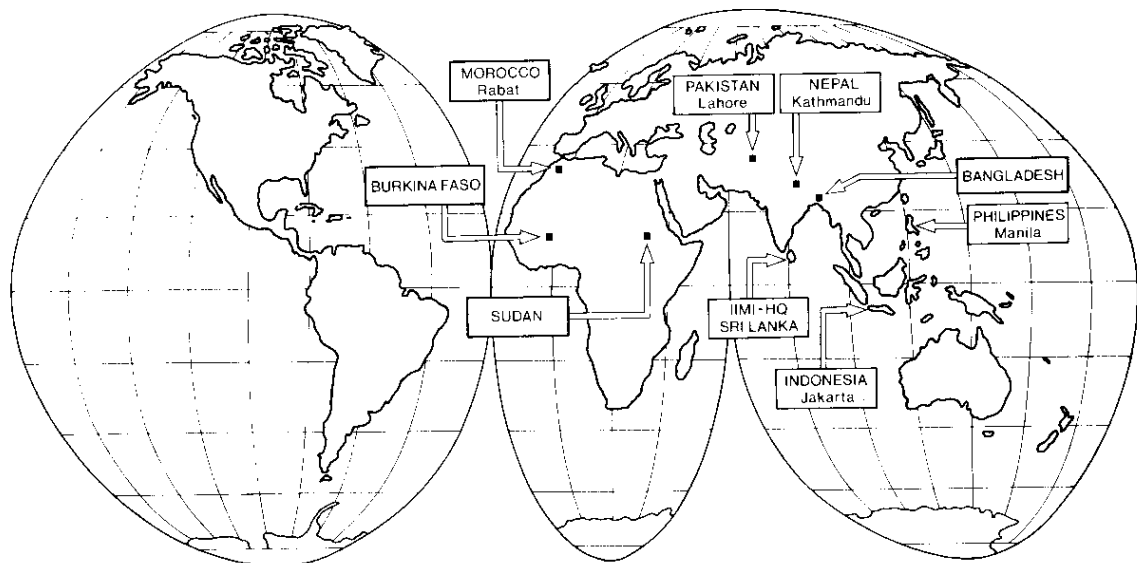 MOROCCO
Rabat
PAKISTAN
Lahore
NEPAL
Kathmandu
BURKINA FASO
BANGLADESH
PHILIPPINES
Manila
SUDAN
IIMI-HQ
SRI LANKA
INDONESIA
Jakarta